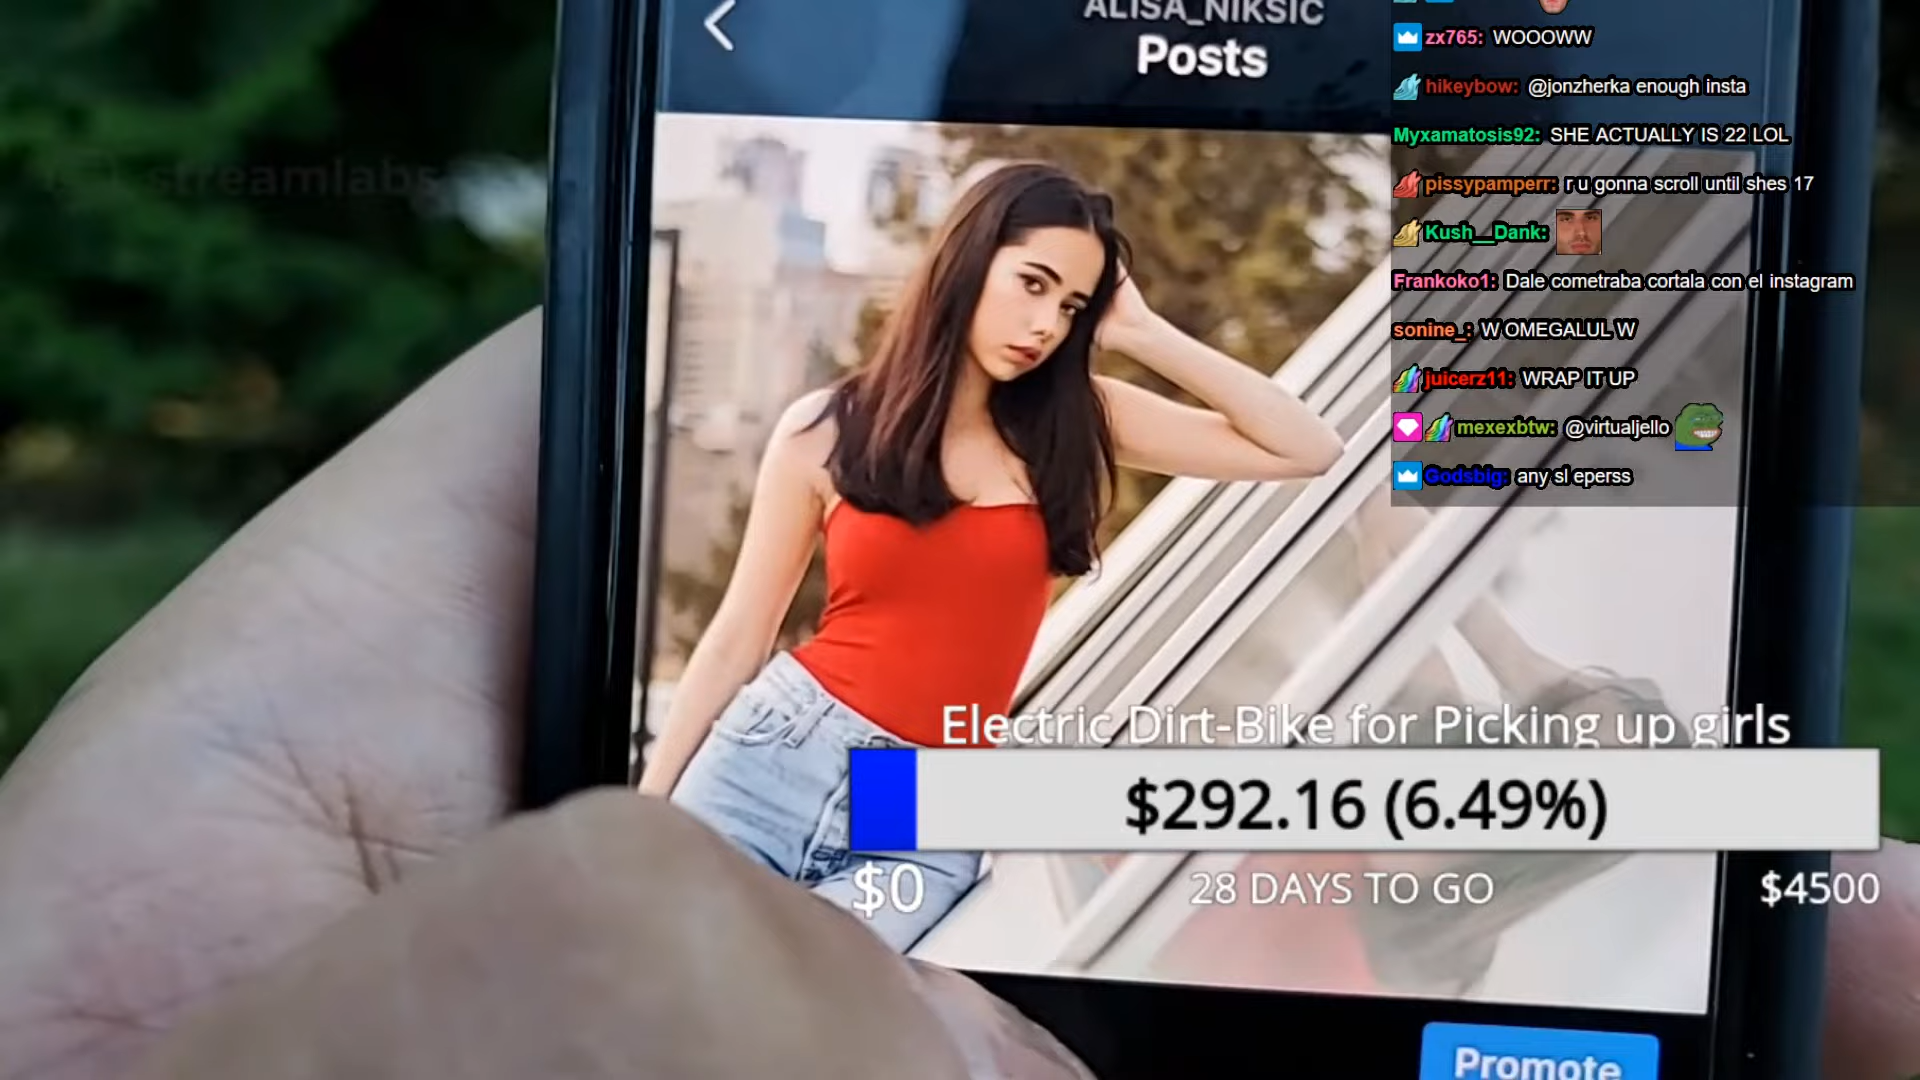 ALISA_NIKSIC
Posts
streamlabs
zx765: WOOOWW
hikeybow: @jonzherka enough insta
Myxamatosis92: SHE ACTUALLY IS 22 LOL
pissypamperr: r u gonna scroll until shes 17
Kush__Dank:
Frankoko1: Dale cometraba cortala con el instagram
sonine_: W OMEGALUL W
juicerz11: WRAP IT UP
mexexbtw: @virtualjello
Godsbig: any sl eperss
Electric Dirt-Bike for Picking up girls
$292.16 (6.49%)
$0
28 DAYS TO GO
$4500
Promote